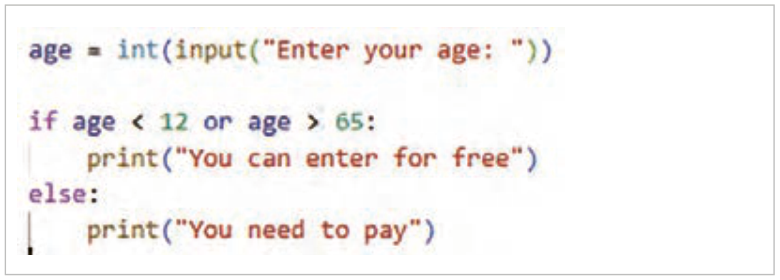 age = int(input("Enter your age: "))
if age < 12 or age > 65:
    print("You can enter for free")
else:
    print("You need to pay")